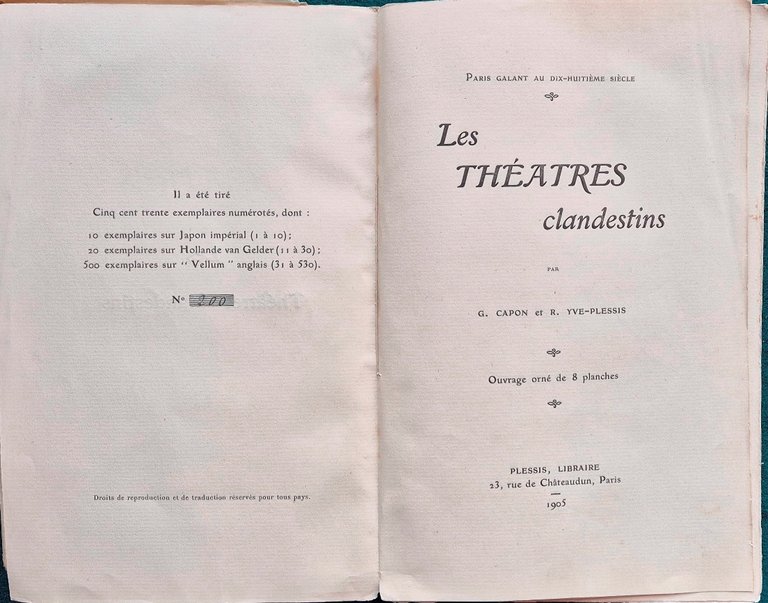 Il a été tiré
Cinq cent trente exemplaires numérotés, dont :
10 exemplaires sur Japon impérial (1 à 10) ;
20 exemplaires sur Hollande van Gelder (11 à 30) ;
500 exemplaires sur “ Vellum ” anglais (31 à 530).
Nº 200
Droits de reproduction et de traduction réservés pour tous pays.
PARIS GALANT AU DIX-HUITIÈME SIÈCLE
Les
THÉATRES
clandestins
PAR
G. CAPON et R. YVE-PLESSIS
Ouvrage orné de 8 planches
PLESSIS, LIBRAIRE
23, rue de Châteaudun, Paris
1905